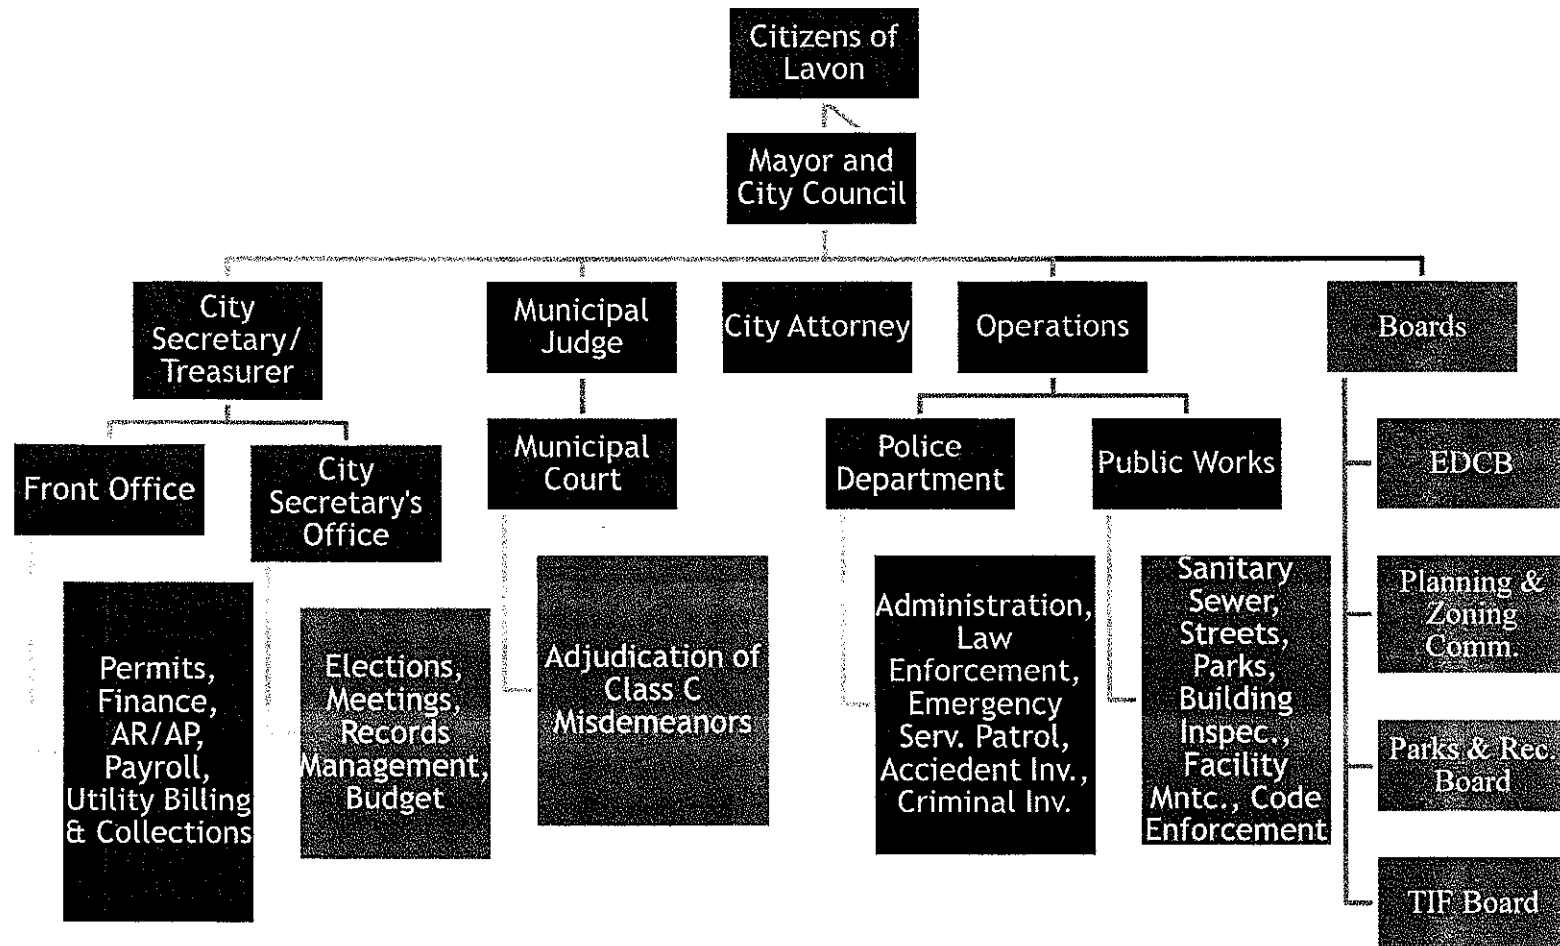 Citizens of
Lavon
Mayor and
City Council
City
Secretary/
Treasurer
Municipal
Judge
City Attorney
Operations
Boards
Front Office
City
Secretary's
Office
Municipal
Court
Police
Department
Public Works
EDCB
Permits,
Finance,
AR/AP,
Payroll,
Utility Billing
& Collections
Elections,
Meetings,
Records
Management,
Budget
Adjudication of
Class C
Misdemeanors
Administration,
Law
Enforcement,
Emergency
Serv. Patrol,
Acciedent Inv.,
Criminal Inv.
Sanitary
Sewer,
Streets,
Parks,
Building
Inspec.,
Facility
Mntc., Code
Enforcement
Planning &
Zoning
Comm.
Parks & Rec.
Board
TIF Board